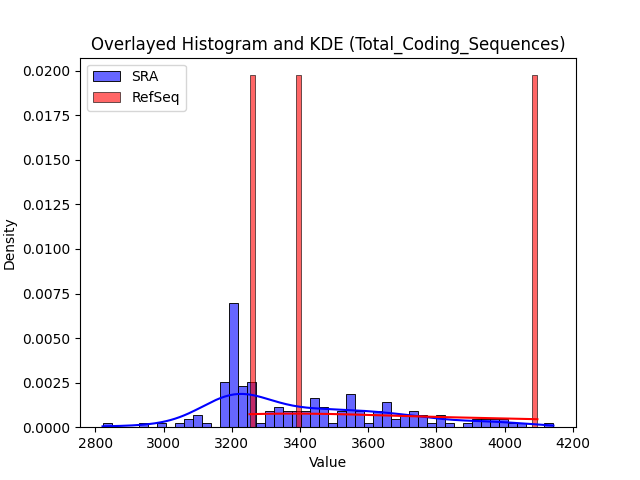 Overlayed Histogram and KDE (Total_Coding_Sequences)
SRA
RefSeq
0.0200
0.0175
0.0150
0.0125
0.0100
0.0075
0.0050
0.0025
0.0000
Density
2800 3000 3200 3400 3600 3800 4000 4200
Value